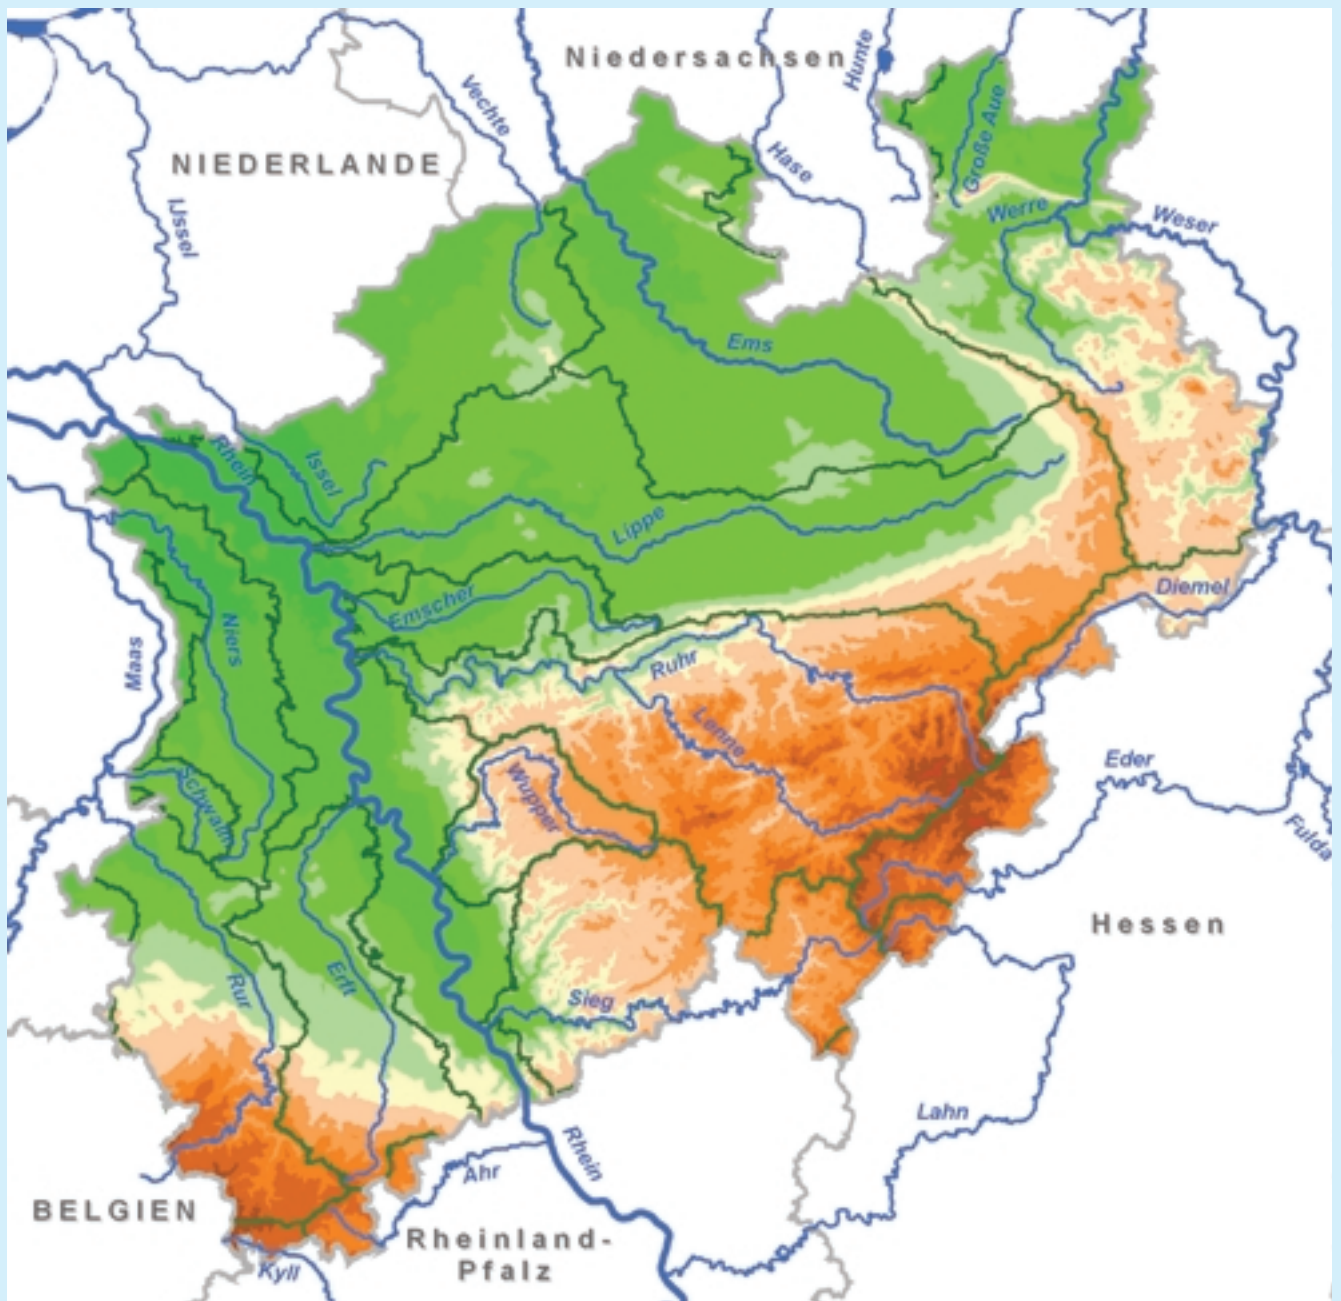 Niedersachsen
Hunte
Vechte
Große Aue
NIEDERLANDE
Hase
IJssel
Werre
Weser
Ems
Rhein
Issel
Lippe
Diemel
Emscher
Niers
Maas
Ruhr
Lenne
Eder
Wupper
Schwalm
Fulda
Hessen
Rur
Erft
Sieg
Lahn
Rhein
Ahr
BELGIEN
Rheinland-
Pfalz
Kyll